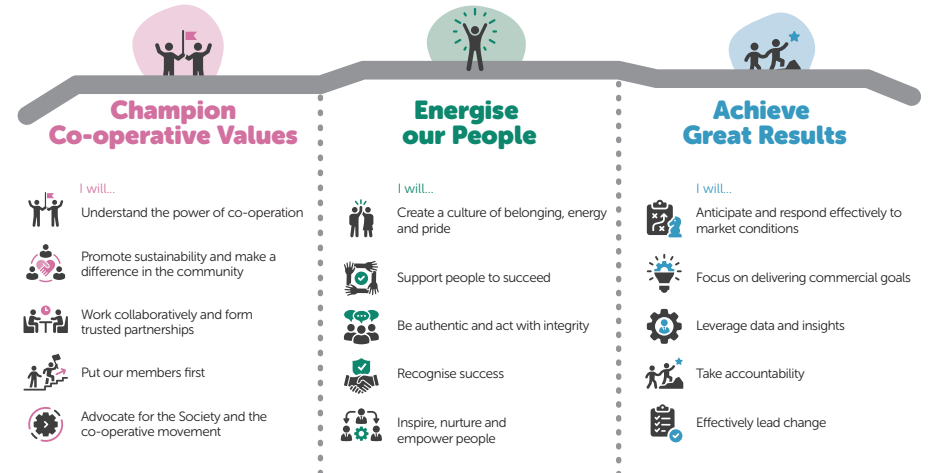 Champion
Co-operative Values
I will...
Understand the power of co-operation
Promote sustainability and make a
difference in the community
Work collaboratively and form
trusted partnerships
Put our members first
Advocate for the Society and the
co-operative movement
Energise
our People
I will...
Create a culture of belonging, energy
and pride
Support people to succeed
Be authentic and act with integrity
Recognise success
Inspire, nurture and
empower people
Achieve
Great Results
I will...
Anticipate and respond effectively to
market conditions
Focus on delivering commercial goals
Leverage data and insights
Take accountability
Effectively lead change